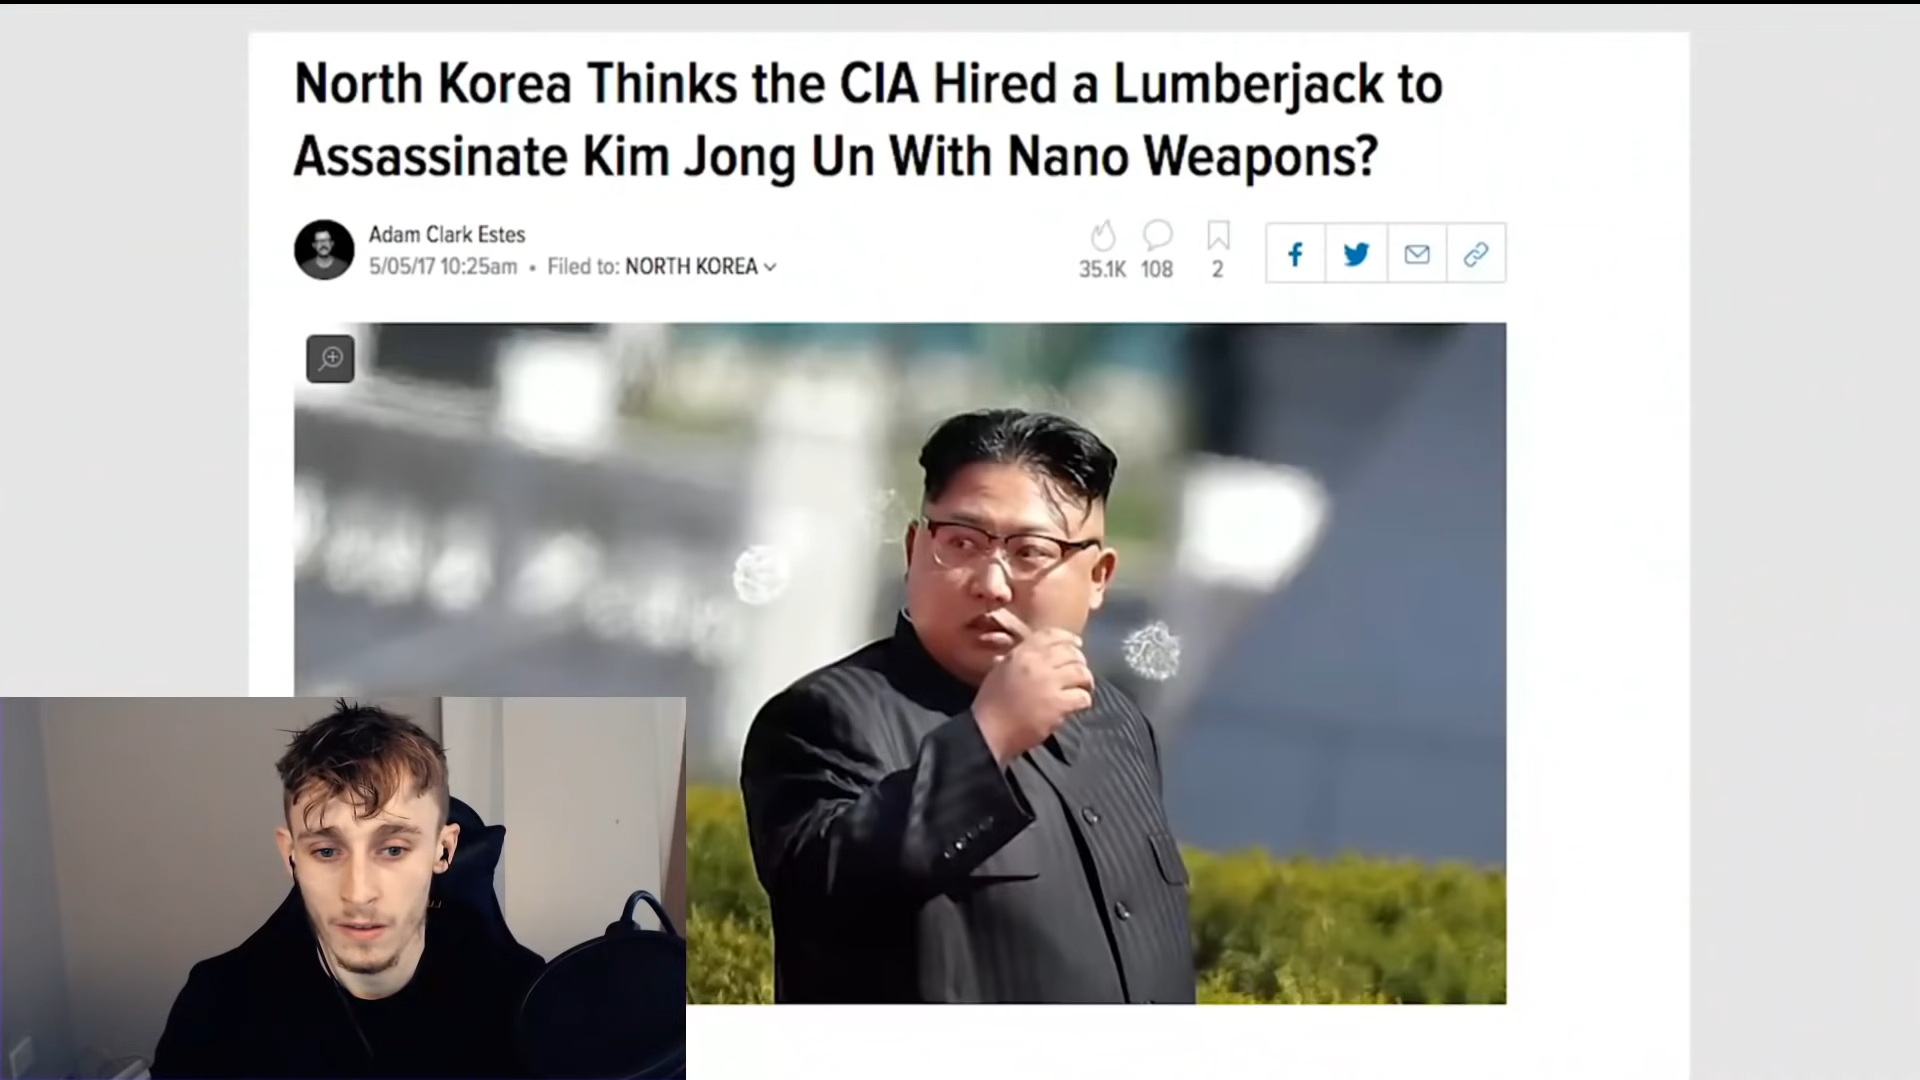 North Korea Thinks the CIA Hired a Lumberjack to
Assassinate Kim Jong Un With Nano Weapons?
Adam Clark Estes
5/05/17 10:25am • Filed to: NORTH KOREA
35.1K 108 2